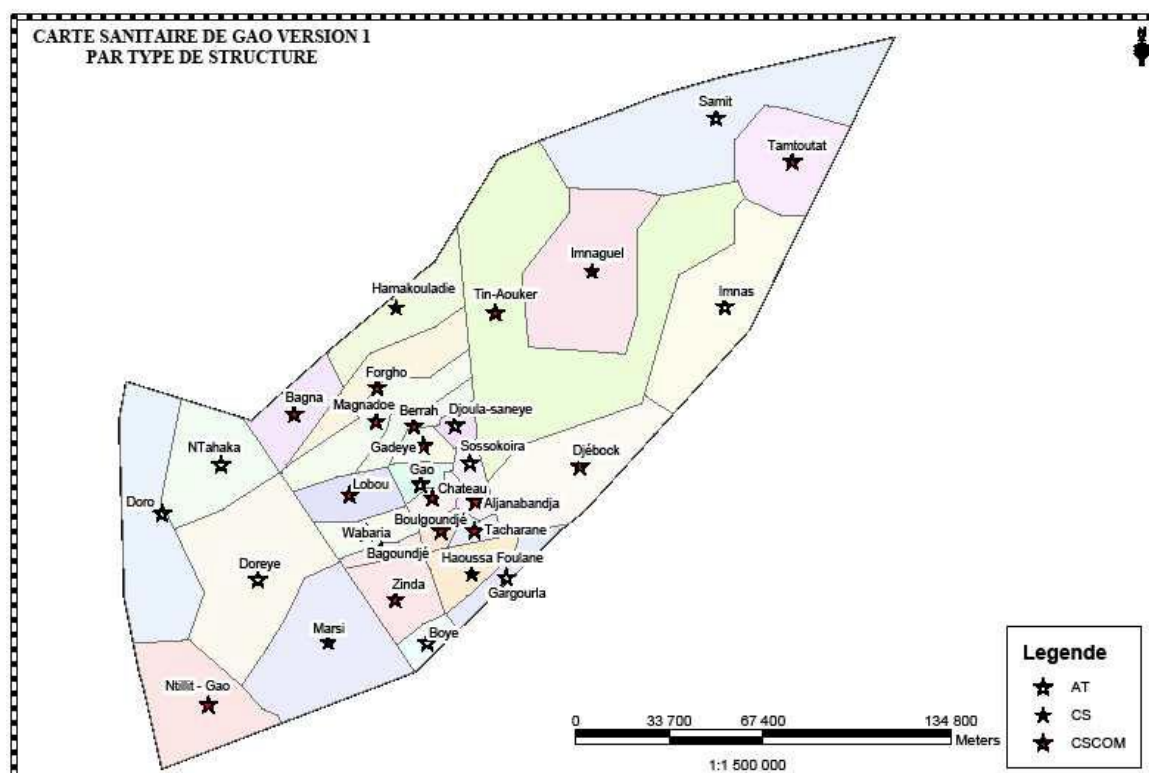 CARTE SANITAIRE DE GAO VERSION 1
PAR TYPE DE STRUCTURE
N
Samit
Tamtoutat
Imnaguel
Hamakouladie
Tin-Aouker
Imnas
Forgho
Bagna
Magnadoe
Berrah
Djoula-saneye
NTahaka
Gadeye
Sossokoira
Djébock
Gao
Lobou
Chateau
Doro
Aljanabandja
Boulgoundjé
Wabaria
Tacharane
Bagoundjé
Haoussa Foulane
Doreye
Zinda
Gargourla
Marsi
Boye
Ntillit - Gao
Legende
AT
CS
CSCOM
0 33 700 67 400 134 800
Meters
1:1 500 000